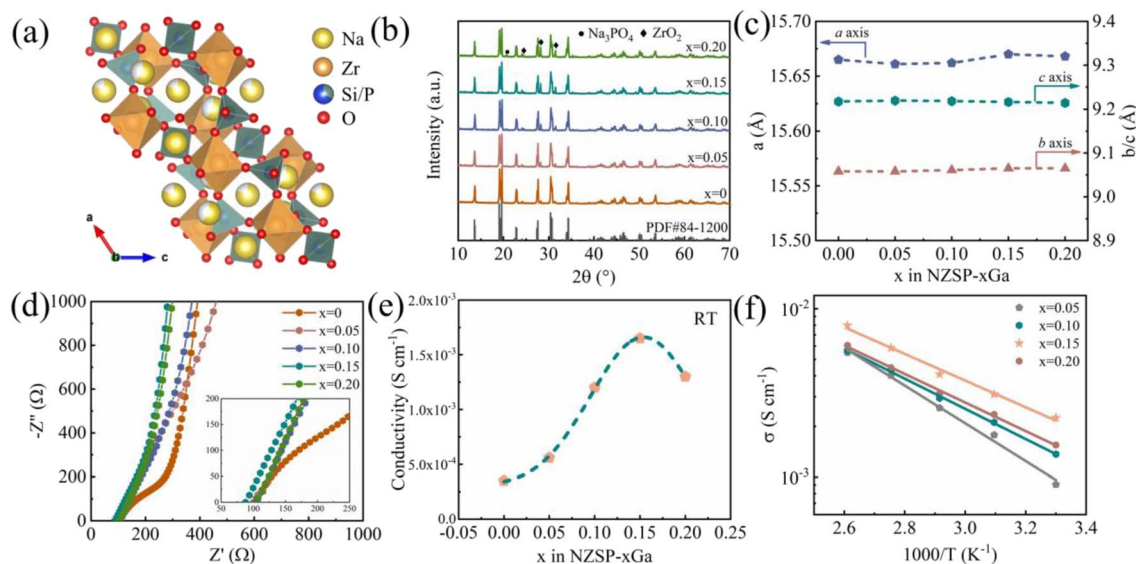 (a)
Na
Zr
Si/P
O
a
b
c
(b)
Intensity (a.u.)
● Na₃PO₄ ♦ ZrO₂
x=0.20
x=0.15
x=0.10
x=0.05
x=0
PDF#84-1200
10 20 30 40 50 60 70
2θ (°)
(c)
15.70
15.66
15.63
15.59
15.56
15.50
a (Å)
a axis
c axis
b axis
9.4
9.3
9.2
9.1
9.0
8.9
b/c (Å)
0.00 0.05 0.10 0.15 0.20
x in NZSP-xGa
(d)
1000
800
600
400
200
0
-Z'' (Ω)
x=0
x=0.05
x=0.10
x=0.15
x=0.20
200
150
100
50
0
50 100 150 200 250
0 200 400 600 800 1000
Z' (Ω)
(e)
RT
2.0x10⁻³
1.5x10⁻³
1.0x10⁻³
5.0x10⁻⁴
0.0
Conductivity (S cm⁻¹)
-0.05 0.00 0.05 0.10 0.15 0.20 0.25
x in NZSP-xGa
(f)
10⁻²
10⁻³
σ (S cm⁻¹)
x=0.05
x=0.10
x=0.15
x=0.20
2.6 2.8 3.0 3.2 3.4
1000/T (K⁻¹)